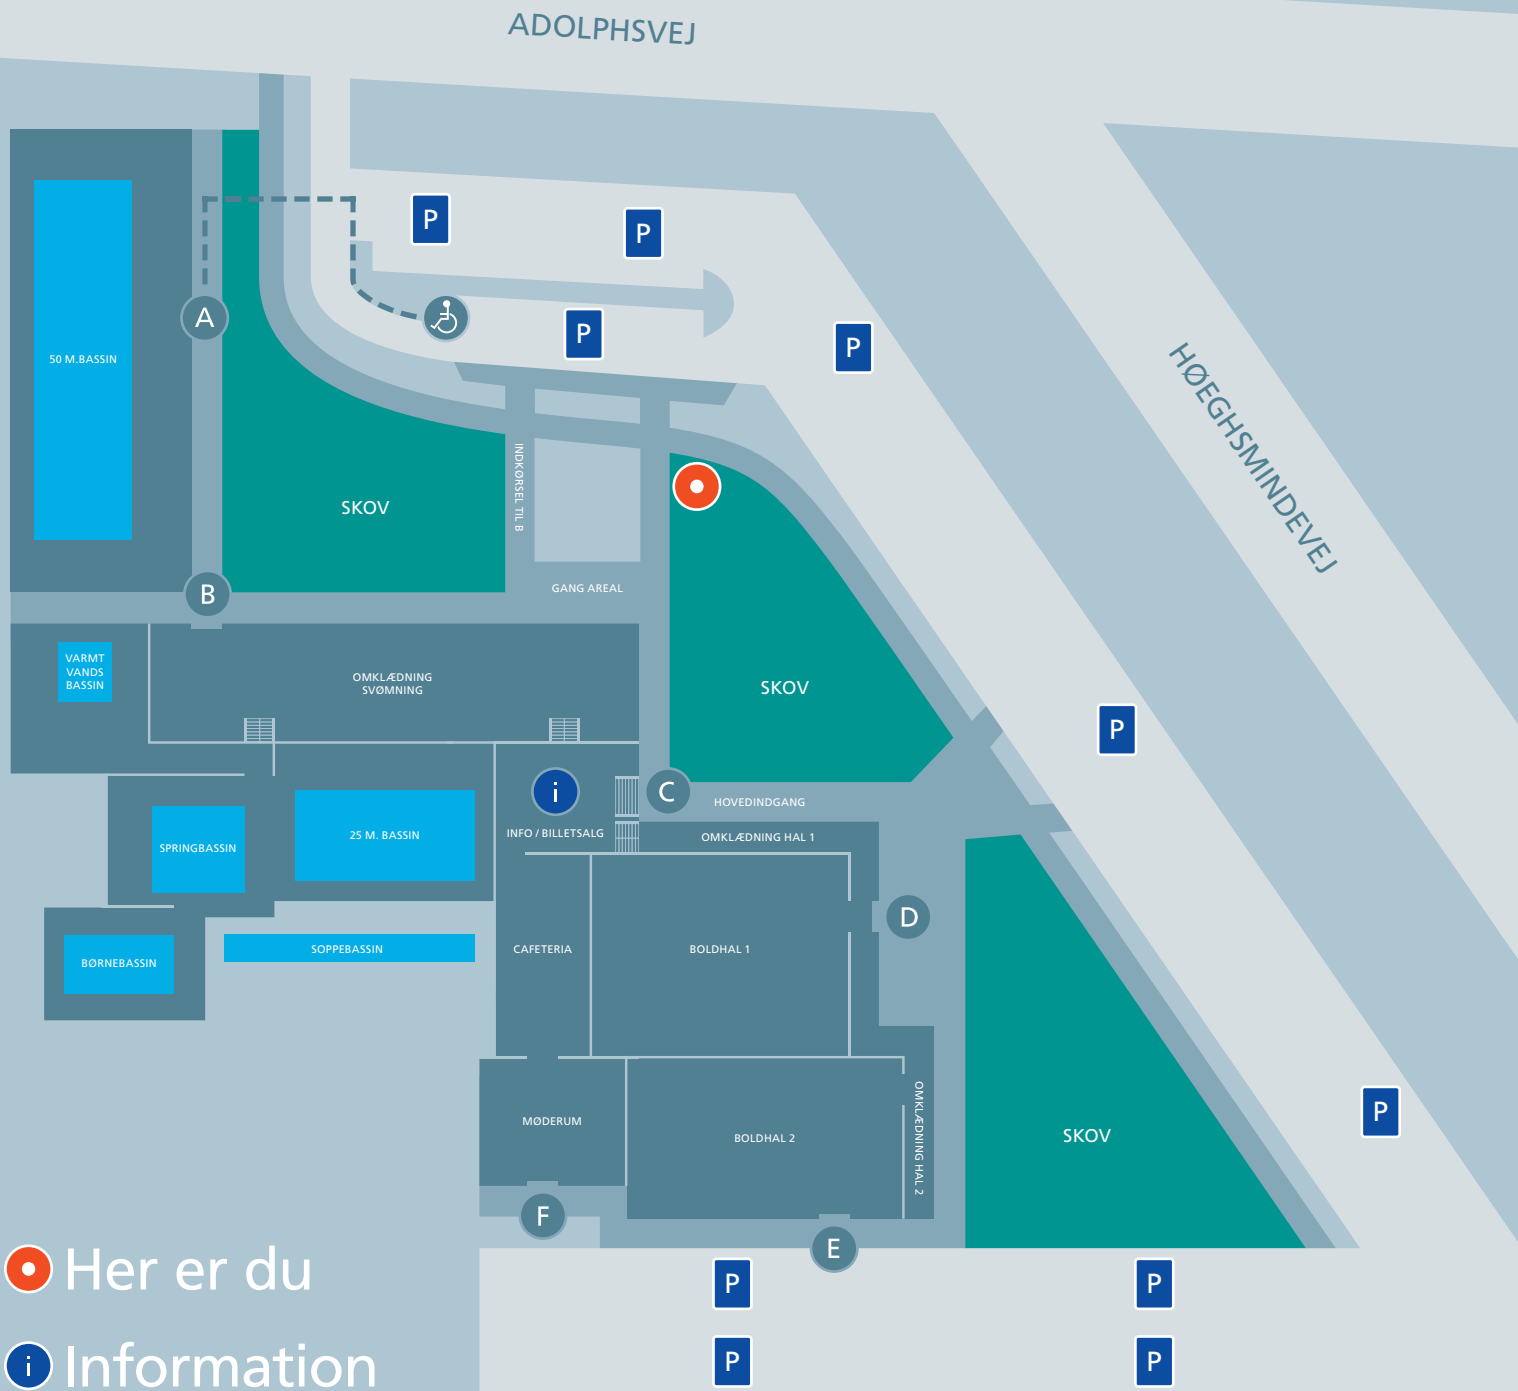 ADOLPHSVEJ
P
P
A
P
P
50 M.BASSIN
HØEGHSMINDEVEJ
INDKØRSEL TIL B
SKOV
B
GANG AREAL
VARMT
VANDS
BASSIN
OMKLÆDNING
SVØMNING
SKOV
P
i
C
HOVEDINDGANG
INFO / BILLETSALG
OMKLÆDNING HAL 1
25 M. BASSIN
SPRINGBASSIN
D
SOPPEBASSIN
CAFETERIA
BOLDHAL 1
BØRNEBASSIN
P
MØDERUM
BOLDHAL 2
OMKLÆDNING HAL 2
SKOV
F
E
Her er du
P
P
i Information
P
P